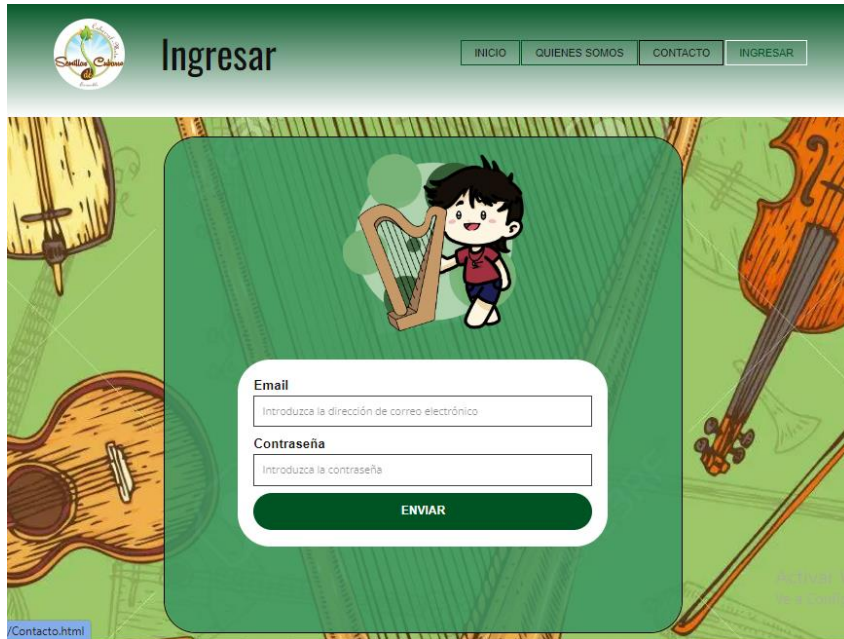 Ingresar
INICIO QUIENES SOMOS CONTACTO INGRESAR
Email
Introduzca la dirección de correo electrónico
Contraseña
Introduzca la contraseña
ENVIAR
Activar
/Contacto.html